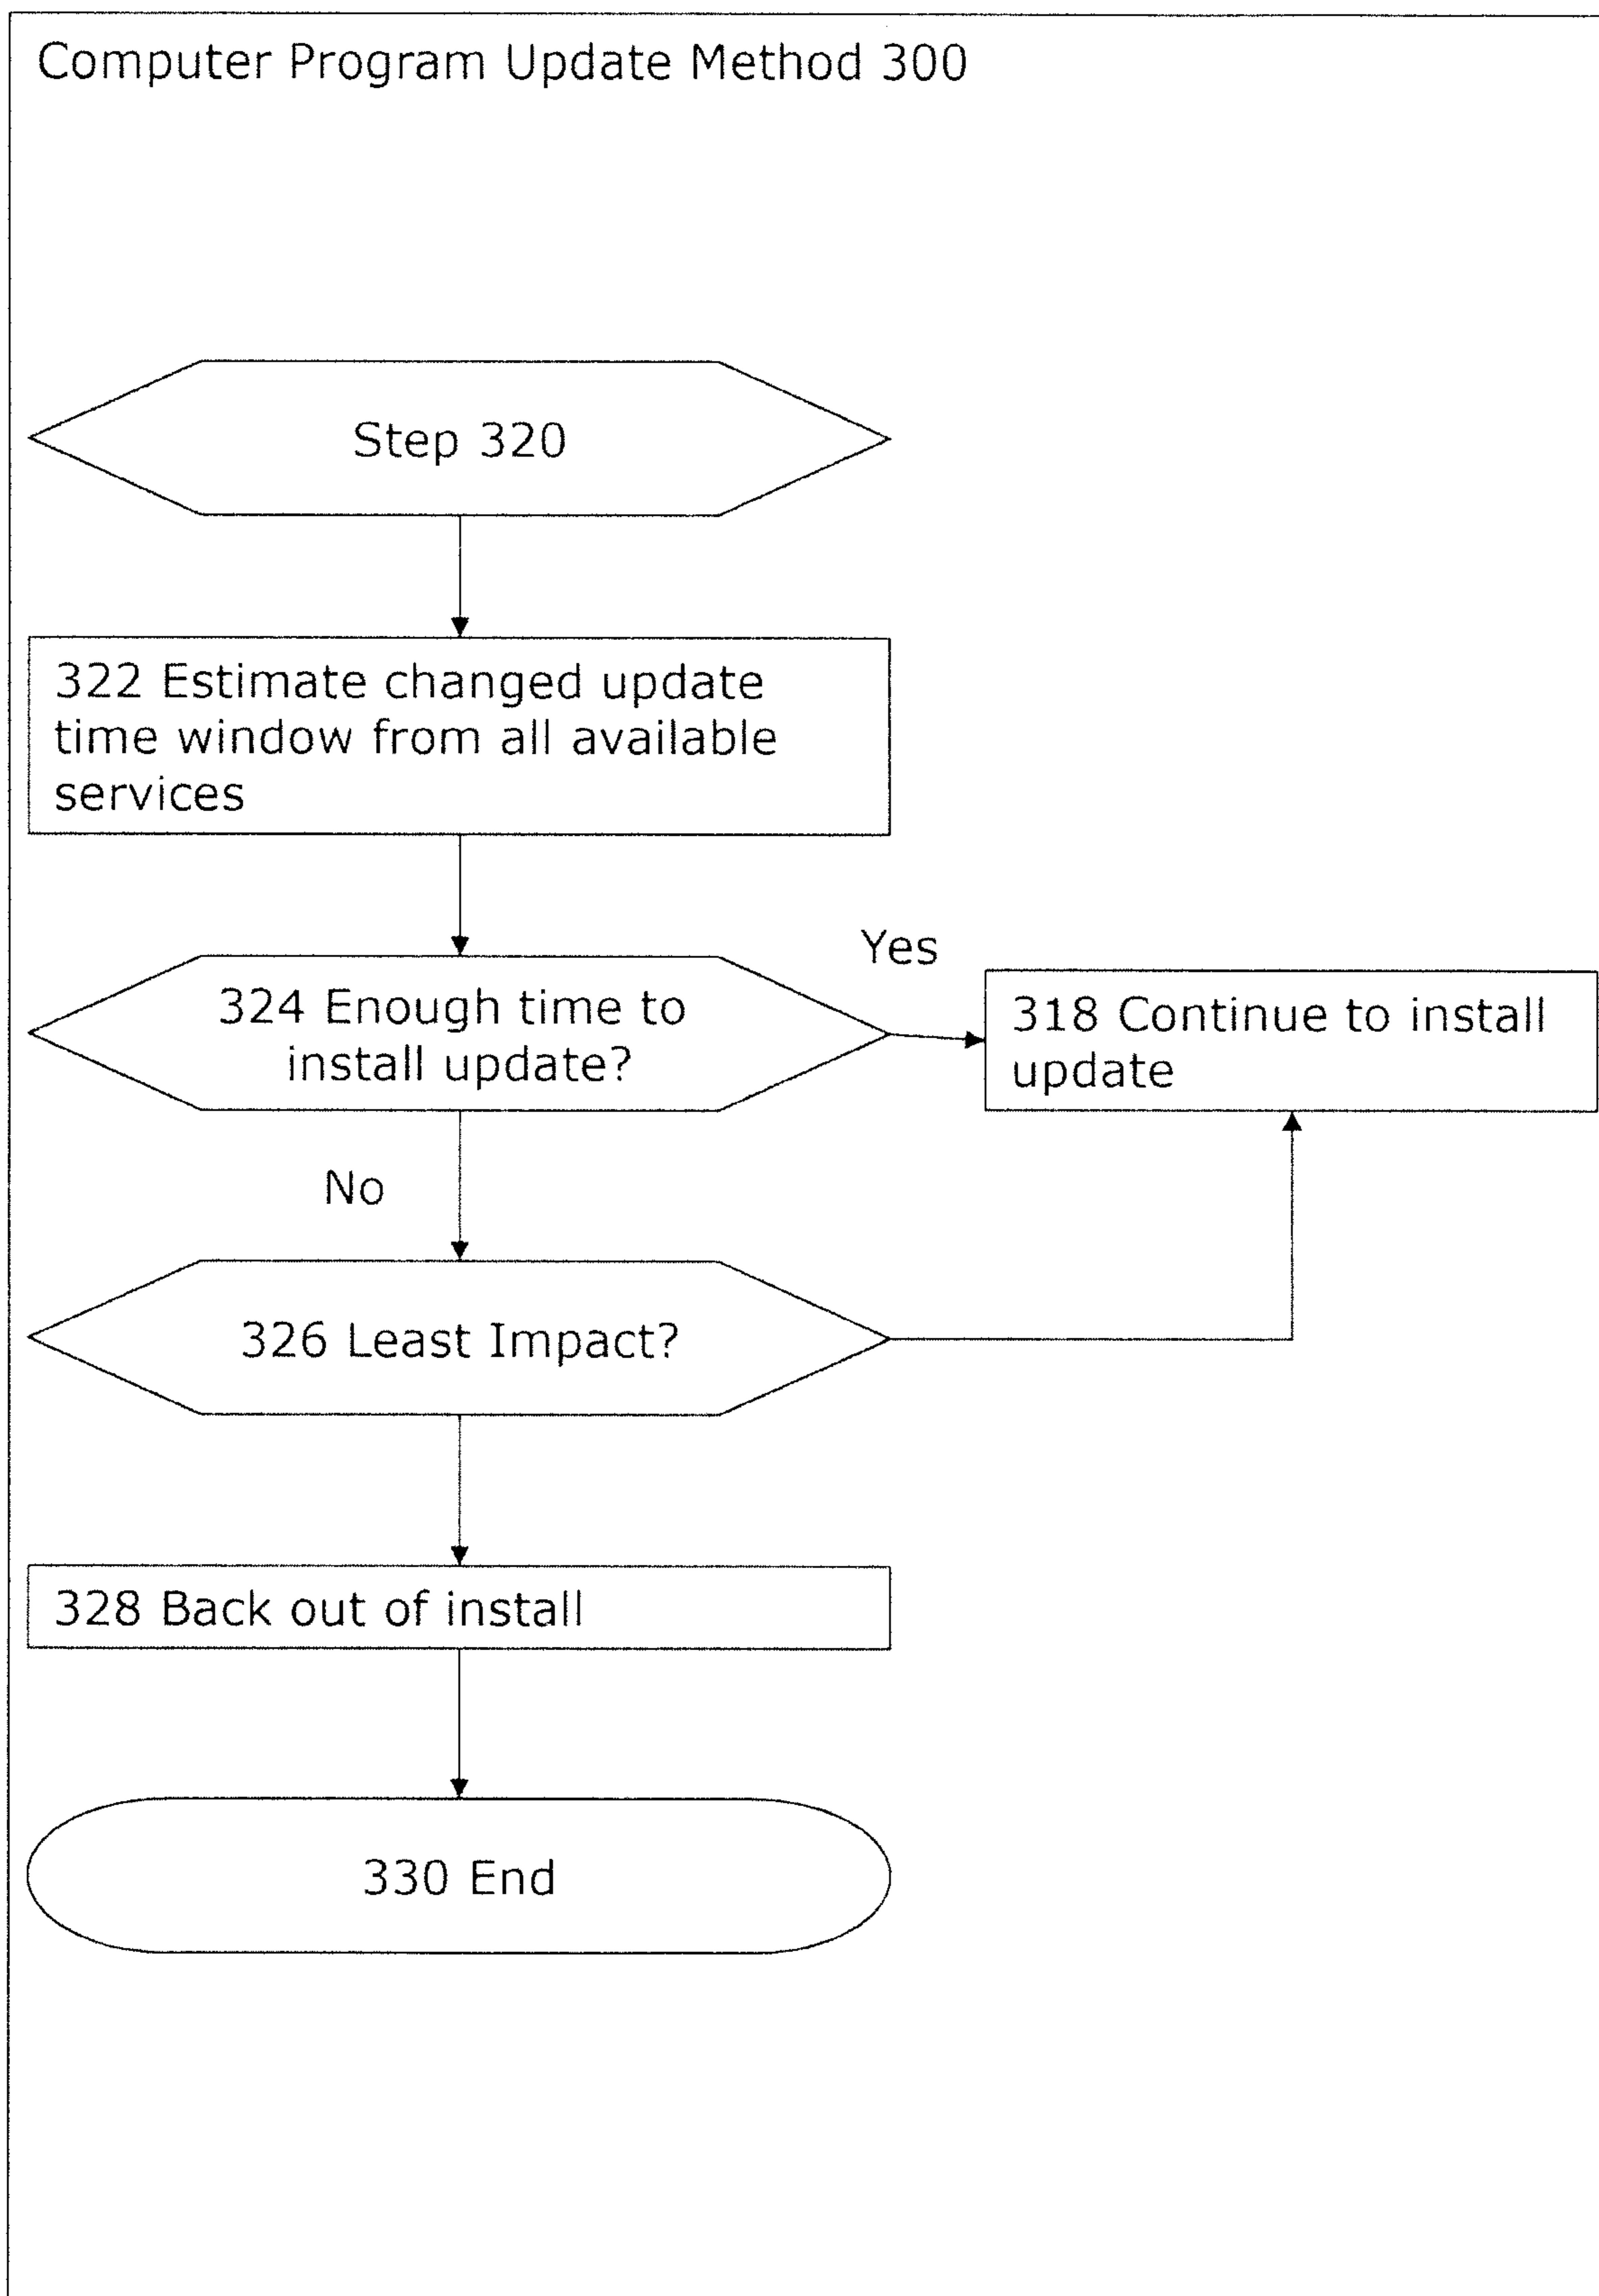 Computer Program Update Method 300
Step 320
322 Estimate changed update
time window from all available
services
324 Enough time to
install update?
Yes
318 Continue to install
update
No
326 Least Impact?
328 Back out of install
330 End